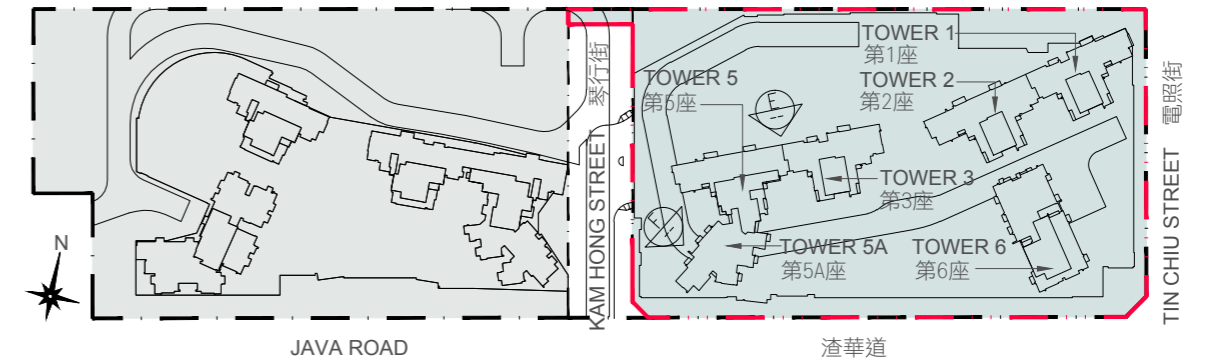 TOWER 1
第1座
TOWER 2
第2座
TOWER 5
第5座
TOWER 3
第3座
TOWER 5A
第5A座
TOWER 6
第6座
琴行街
KAM HONG STREET
電照街
TIN CHIU STREET
N
JAVA ROAD
渣華道